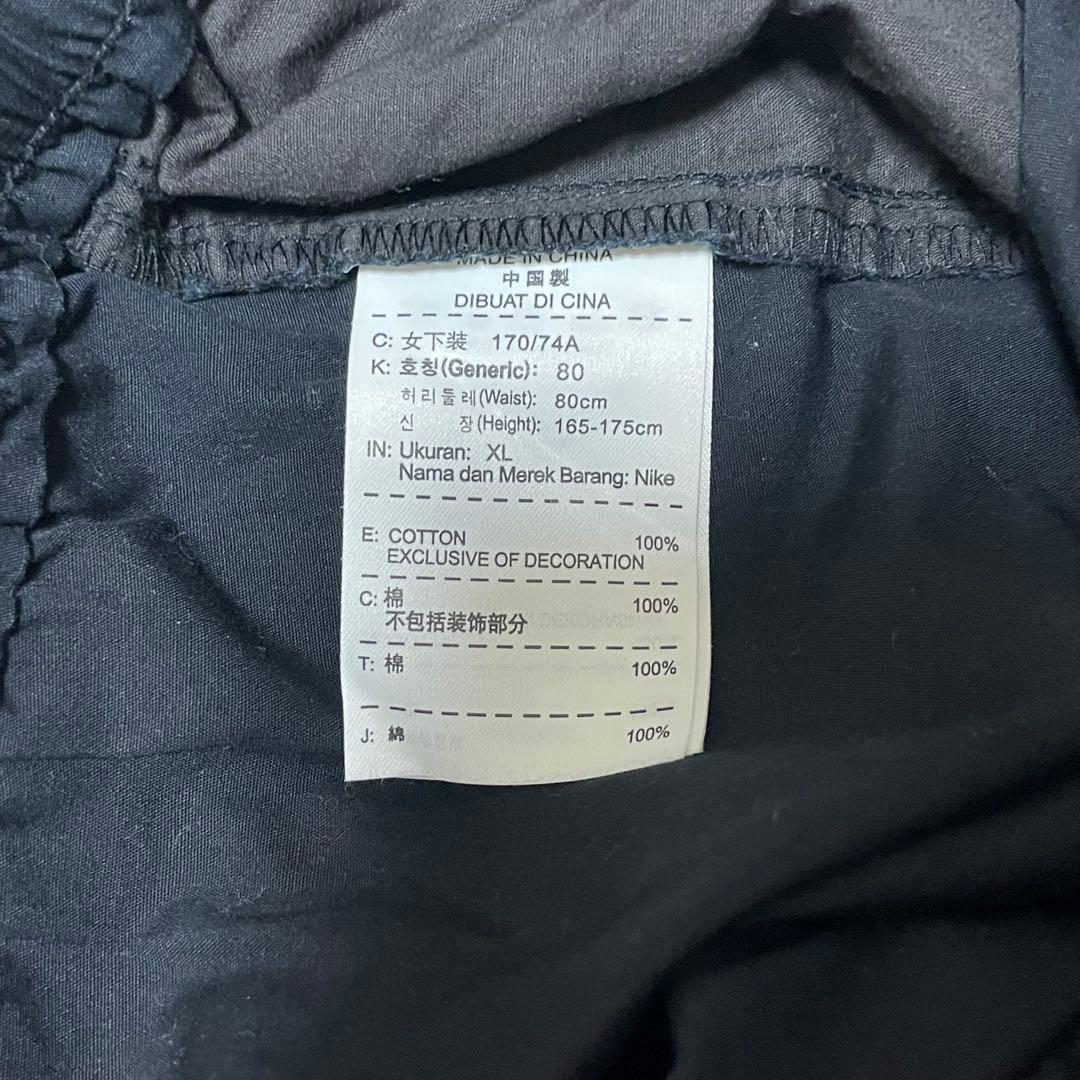 MADE IN CHINA
中国製
DIBUAT DI CINA
C: 女下装 170/74A
K: 호칭(Generic): 80
허리둘레(Waist): 80cm
신 장(Height): 165-175cm
IN: Ukuran: XL
Nama dan Merek Barang: Nike
E: COTTON 100%
EXCLUSIVE OF DECORATION
C: 棉 100%
不包括装饰部分
T: 棉 100%
J: 綿 100%